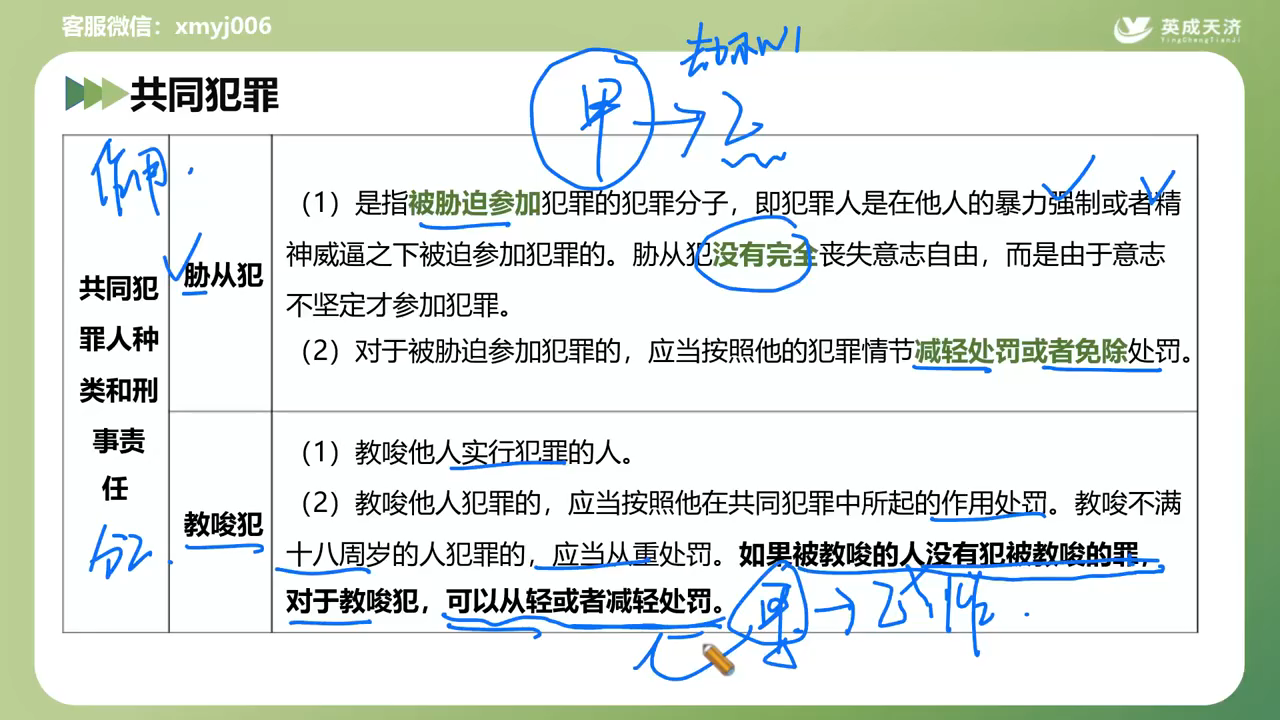 客服微信：xmyj006
英成天济
YingChengTianJi
共同犯罪
甲
乙
作用
共同犯
罪人种
类和刑
事责
任
分工
胁从犯
（1）是指被胁迫参加犯罪的犯罪分子，即犯罪人是在他人的暴力强制或者精
神威逼之下被迫参加犯罪的。胁从犯没有完全丧失意志自由，而是由于意志
不坚定才参加犯罪。
（2）对于被胁迫参加犯罪的，应当按照他的犯罪情节减轻处罚或者免除处罚。
教唆犯
（1）教唆他人实行犯罪的人。
（2）教唆他人犯罪的，应当按照他在共同犯罪中所起的作用处罚。教唆不满
十八周岁的人犯罪的，应当从重处罚。如果被教唆的人没有犯被教唆的罪，
对于教唆犯，可以从轻或者减轻处罚。
甲
乙